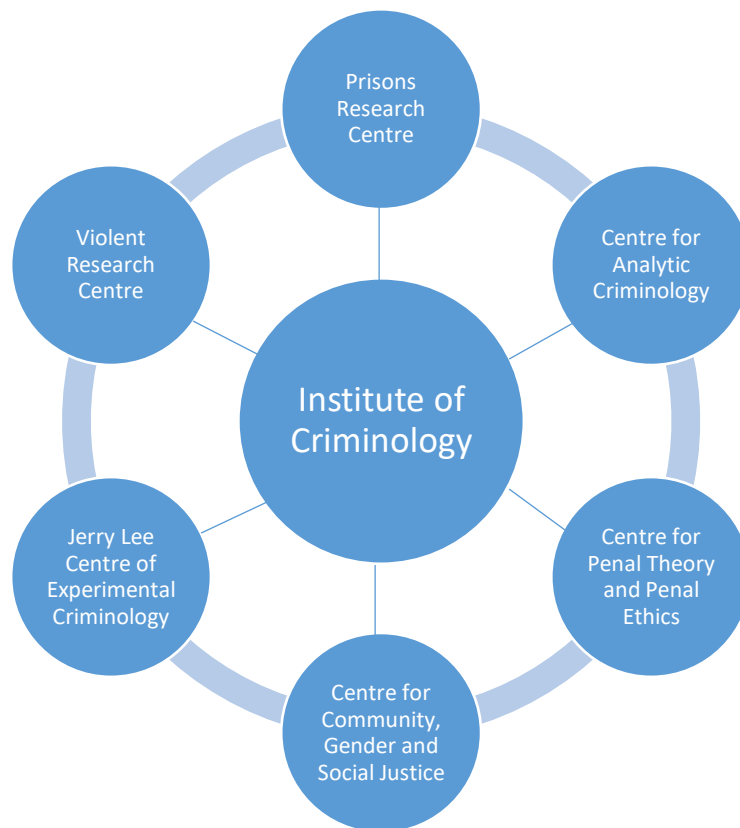 Prisons
Research
Centre
Violent
Research
Centre
Centre for
Analytic
Criminology
Institute of
Criminology
Jerry Lee
Centre of
Experimental
Criminology
Centre for
Penal Theory
and Penal
Ethics
Centre for
Community,
Gender and
Social Justice